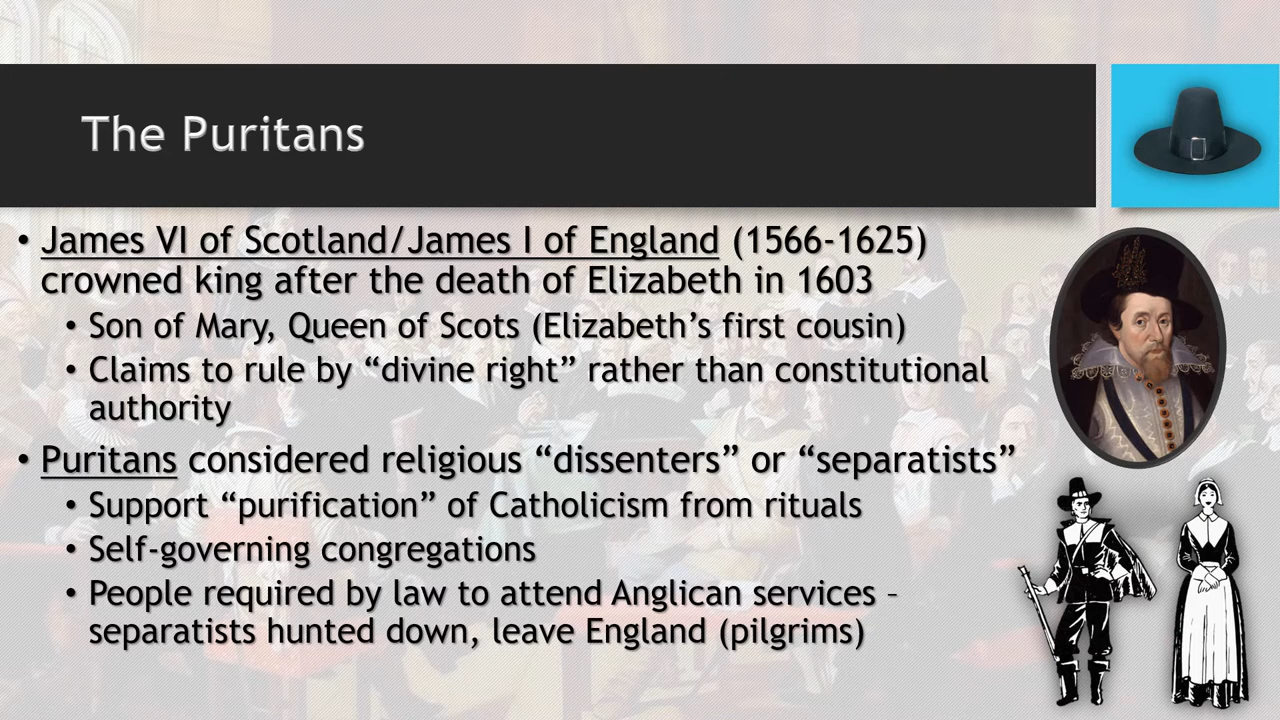 The Puritans
• James VI of Scotland/James I of England (1566-1625)
crowned king after the death of Elizabeth in 1603
• Son of Mary, Queen of Scots (Elizabeth’s first cousin)
• Claims to rule by “divine right” rather than constitutional
authority
• Puritans considered religious “dissenters” or “separatists”
• Support “purification” of Catholicism from rituals
• Self-governing congregations
• People required by law to attend Anglican services –
separatists hunted down, leave England (pilgrims)